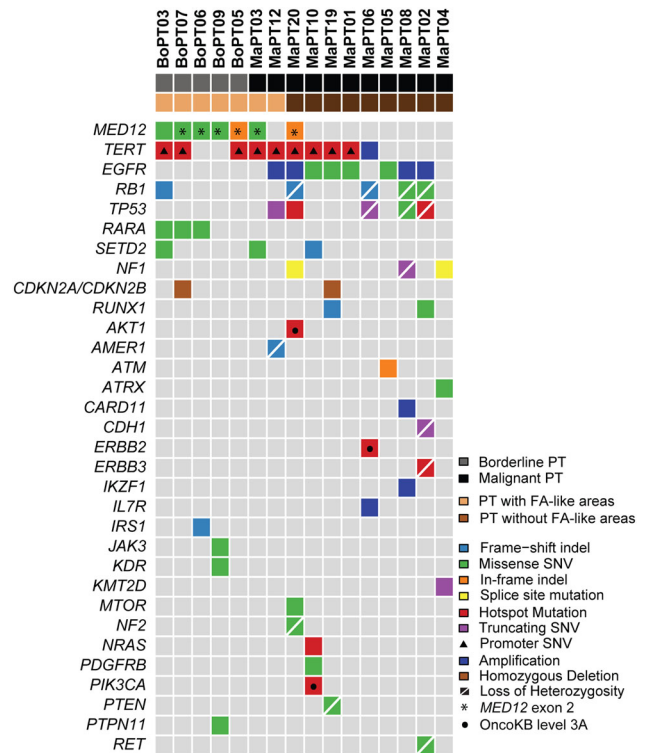 BoPT03 BoPT07 BoPT06 BoPT09 BoPT05 MaPT03 MaPT12 MaPT20 MaPT10 MaPT19 MaPT01 MaPT06 MaPT05 MaPT08 MaPT02 MaPT04
MED12
TERT
EGFR
RB1
TP53
RARA
SETD2
NF1
CDKN2A/CDKN2B
RUNX1
AKT1
AMER1
ATM
ATRX
CARD11
CDH1
ERBB2
ERBB3
IKZF1
IL7R
IRS1
JAK3
KDR
KMT2D
MTOR
NF2
NRAS
PDGFRB
PIK3CA
PTEN
PTPN11
RET
Borderline PT
Malignant PT
PT with FA-like areas
PT without FA-like areas
Frame−shift indel
Missense SNV
In-frame indel
Splice site mutation
Hotspot Mutation
Truncating SNV
Promoter SNV
Amplification
Homozygous Deletion
Loss of Heterozygosity
* MED12 exon 2
OncoKB level 3A